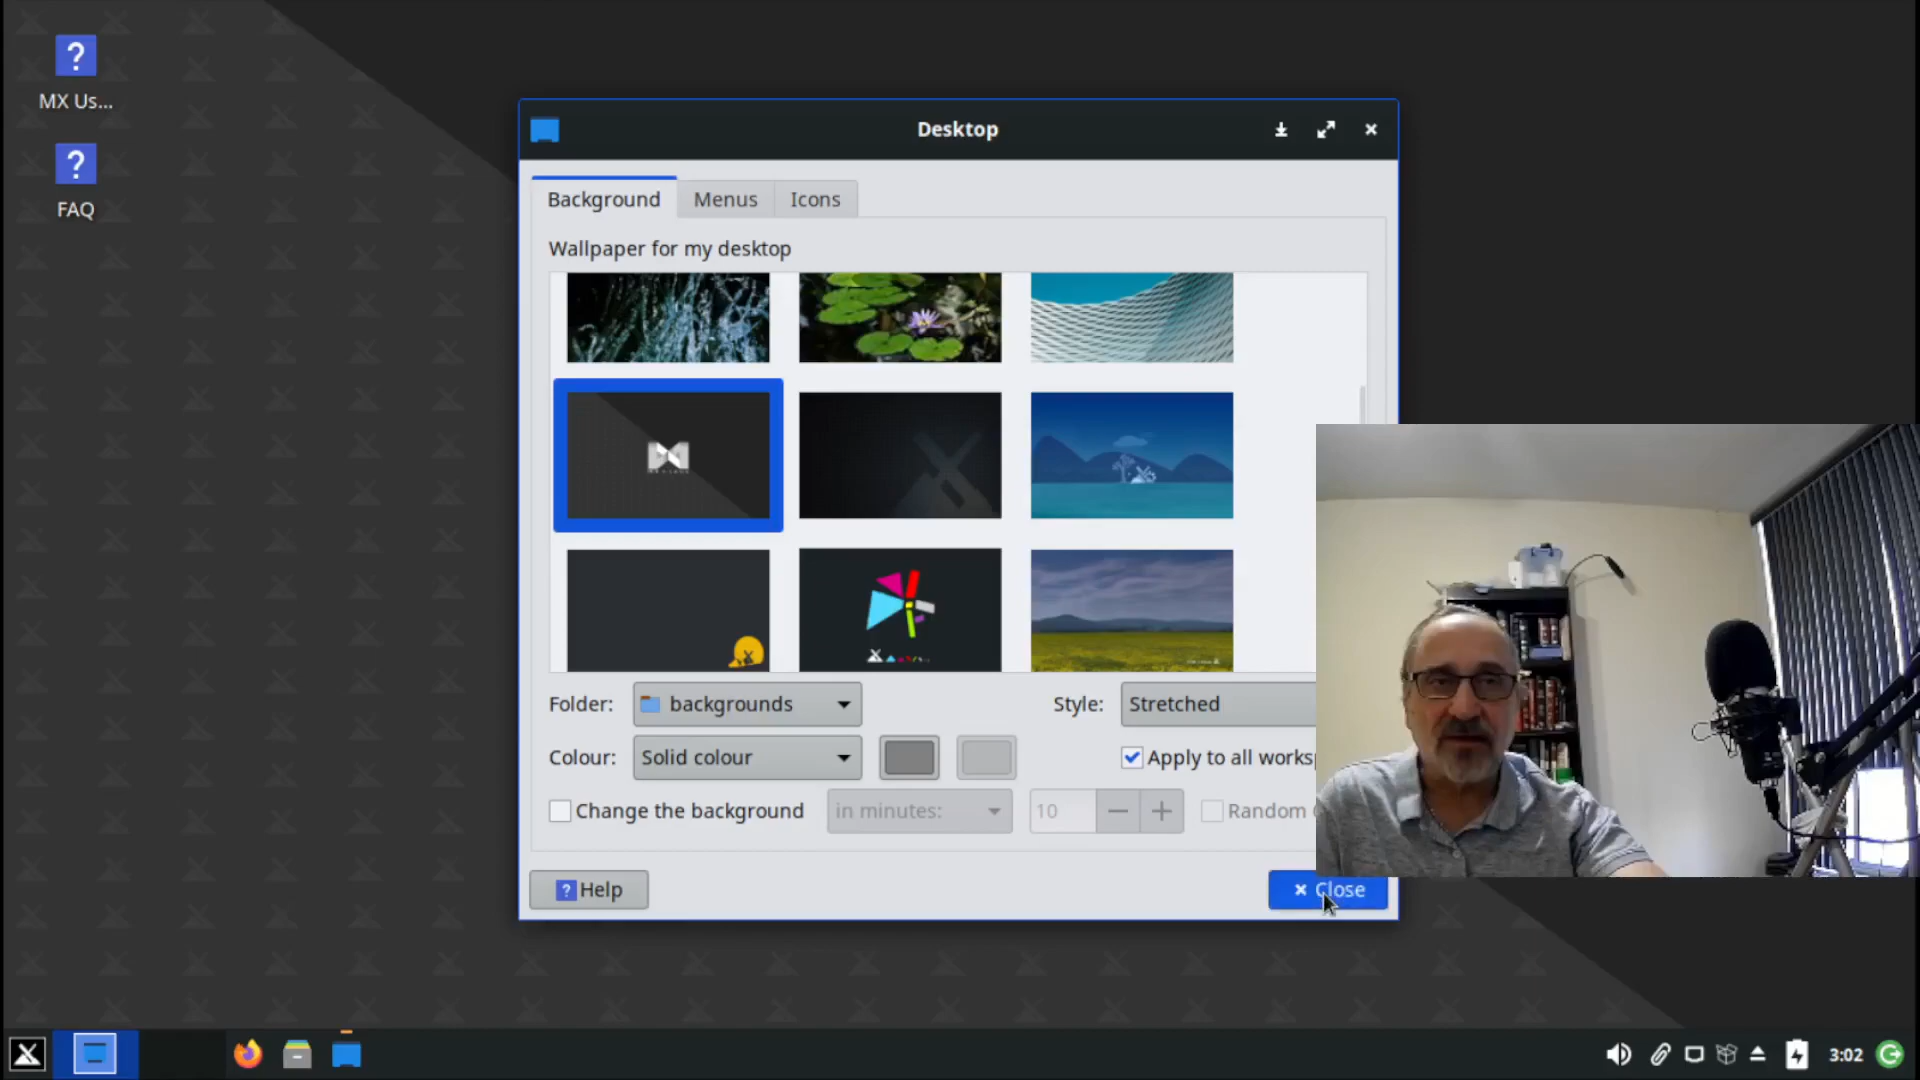 MX Us...
FAQ
Desktop
Background
Menus
Icons
Wallpaper for my desktop
Folder:
backgrounds
Style:
Stretched
Colour:
Solid colour
Apply to all works
Change the background
in minutes:
10
Random
Help
Close
3:02